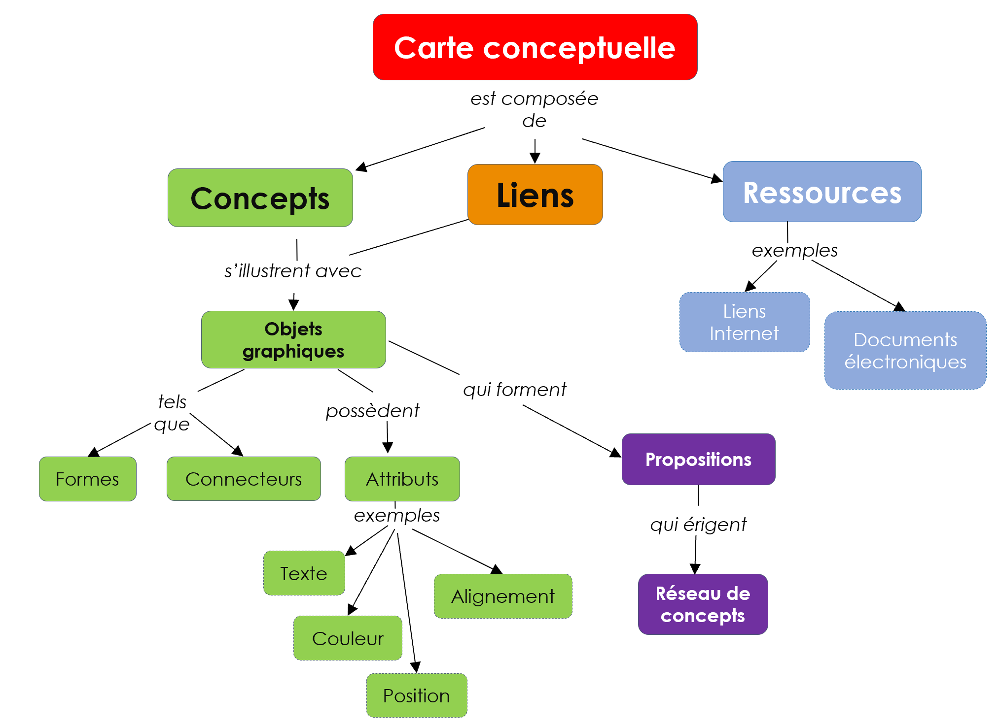 Carte conceptuelle
est composée
de
Concepts
Liens
Ressources
s'illustrent avec
exemples
Objets
graphiques
Liens
Internet
Documents
électroniques
tels
que
possèdent
qui forment
Formes
Connecteurs
Attributs
Propositions
exemples
qui érigent
Texte
Couleur
Position
Alignement
Réseau de
concepts